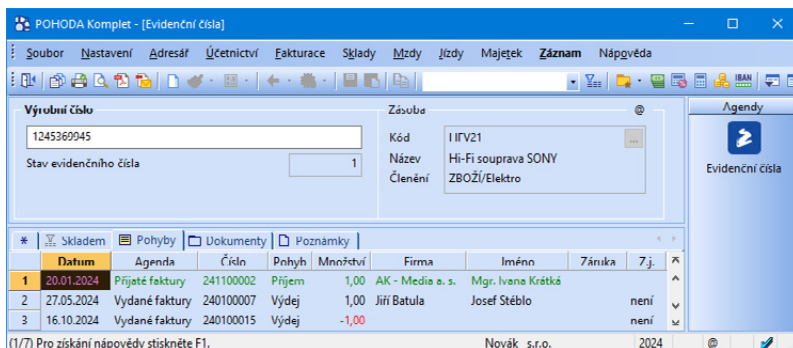 POHODA Komplet - [Evidenční čísla]
Soubor Nastavení Adresář Účetnictví Fakturace Sklady Mzdy Jízdy Majetek Záznam Nápověda
IBAN
Výrobní číslo Zásoba @ Agendy
1245369945 Kód HIFV21 ...
Stav evidenčního čísla 1 Název Hi-Fi souprava SONY Evidenční čísla
Členění ZBOŽÍ/Elektro
* Skladem Pohyby Dokumenty Poznámky
Datum Agenda Číslo Pohyb Množství Firma Jméno Záruka Z.j.
1 20.01.2024 Přijaté faktury 241100002 Příjem 1,00 AK - Media a. s. Mgr. Ivana Krátká
2 27.05.2024 Vydané faktury 240100007 Výdej 1,00 Jiří Batula Josef Stéblo není
3 16.10.2024 Vydané faktury 240100015 Výdej -1,00 není
(1/7) Pro získání nápovědy stiskněte F1. Novák s.r.o. 2024 @